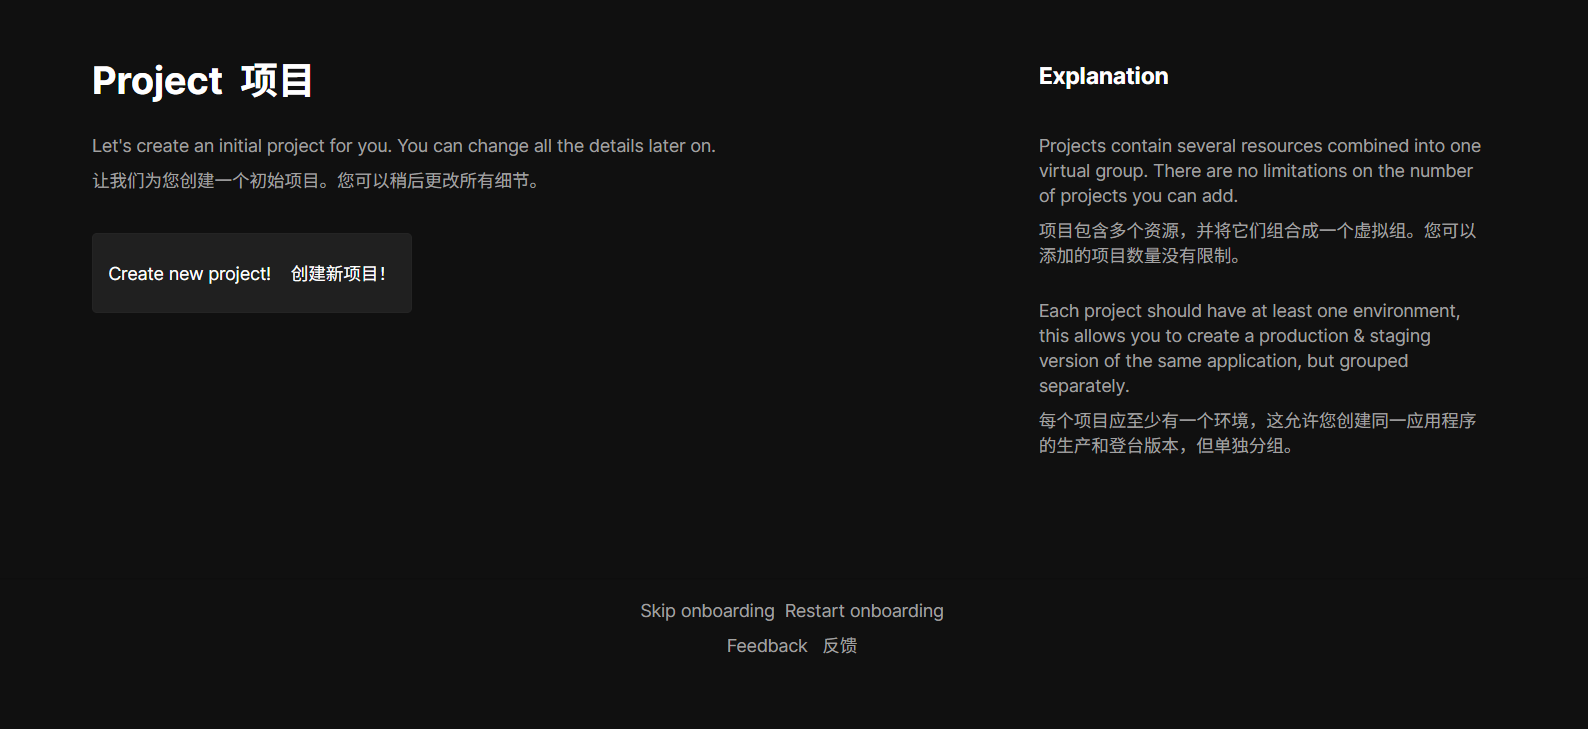 Project 项目
Let's create an initial project for you. You can change all the details later on.
让我们为您创建一个初始项目。您可以稍后更改所有细节。
Create new project! 创建新项目！
Explanation
Projects contain several resources combined into one
virtual group. There are no limitations on the number
of projects you can add.
项目包含多个资源，并将它们组合成一个虚拟组。您可以
添加的项目数量没有限制。
Each project should have at least one environment,
this allows you to create a production & staging
version of the same application, but grouped
separately.
每个项目应至少有一个环境，这允许您创建同一应用程序
的生产和登台版本，但单独分组。
Skip onboarding Restart onboarding
Feedback 反馈